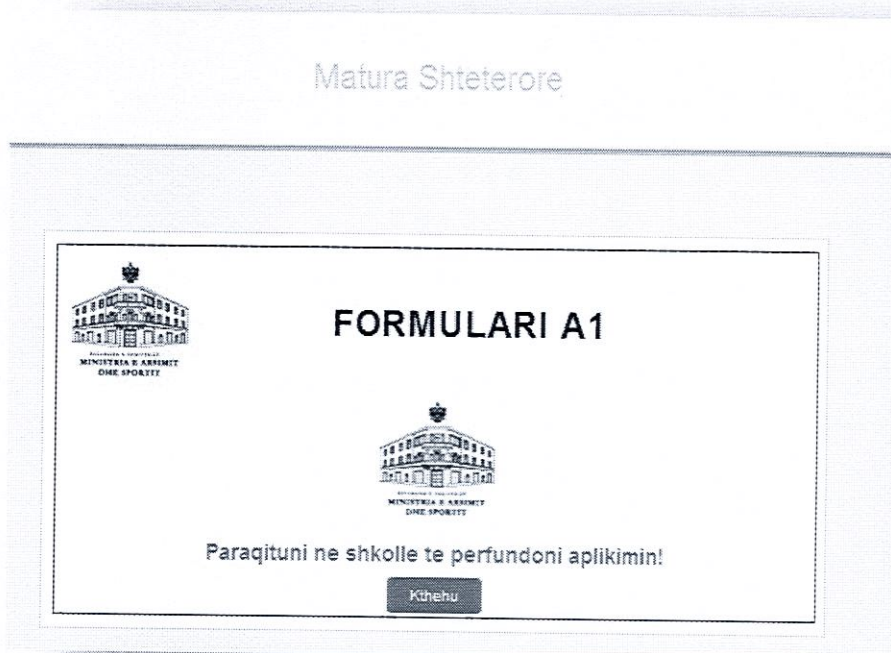 Matura Shteterore
FORMULARI A1
MINISTRIA E ARSIMIT
DHE SPORTIT
MINISTRIA E ARSIMIT
DHE SPORTIT
Paraqituni ne shkolle te perfundoni aplikimin!
Kthehu